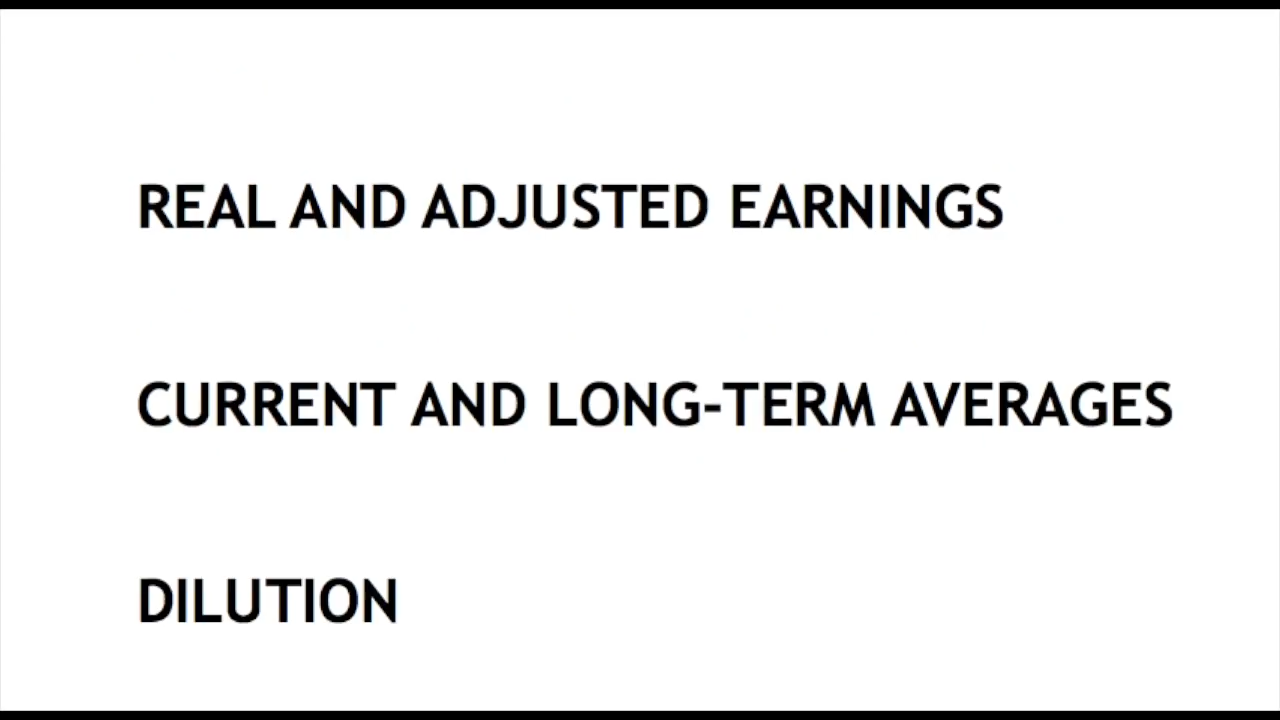 REAL AND ADJUSTED EARNINGS
CURRENT AND LONG-TERM AVERAGES
DILUTION